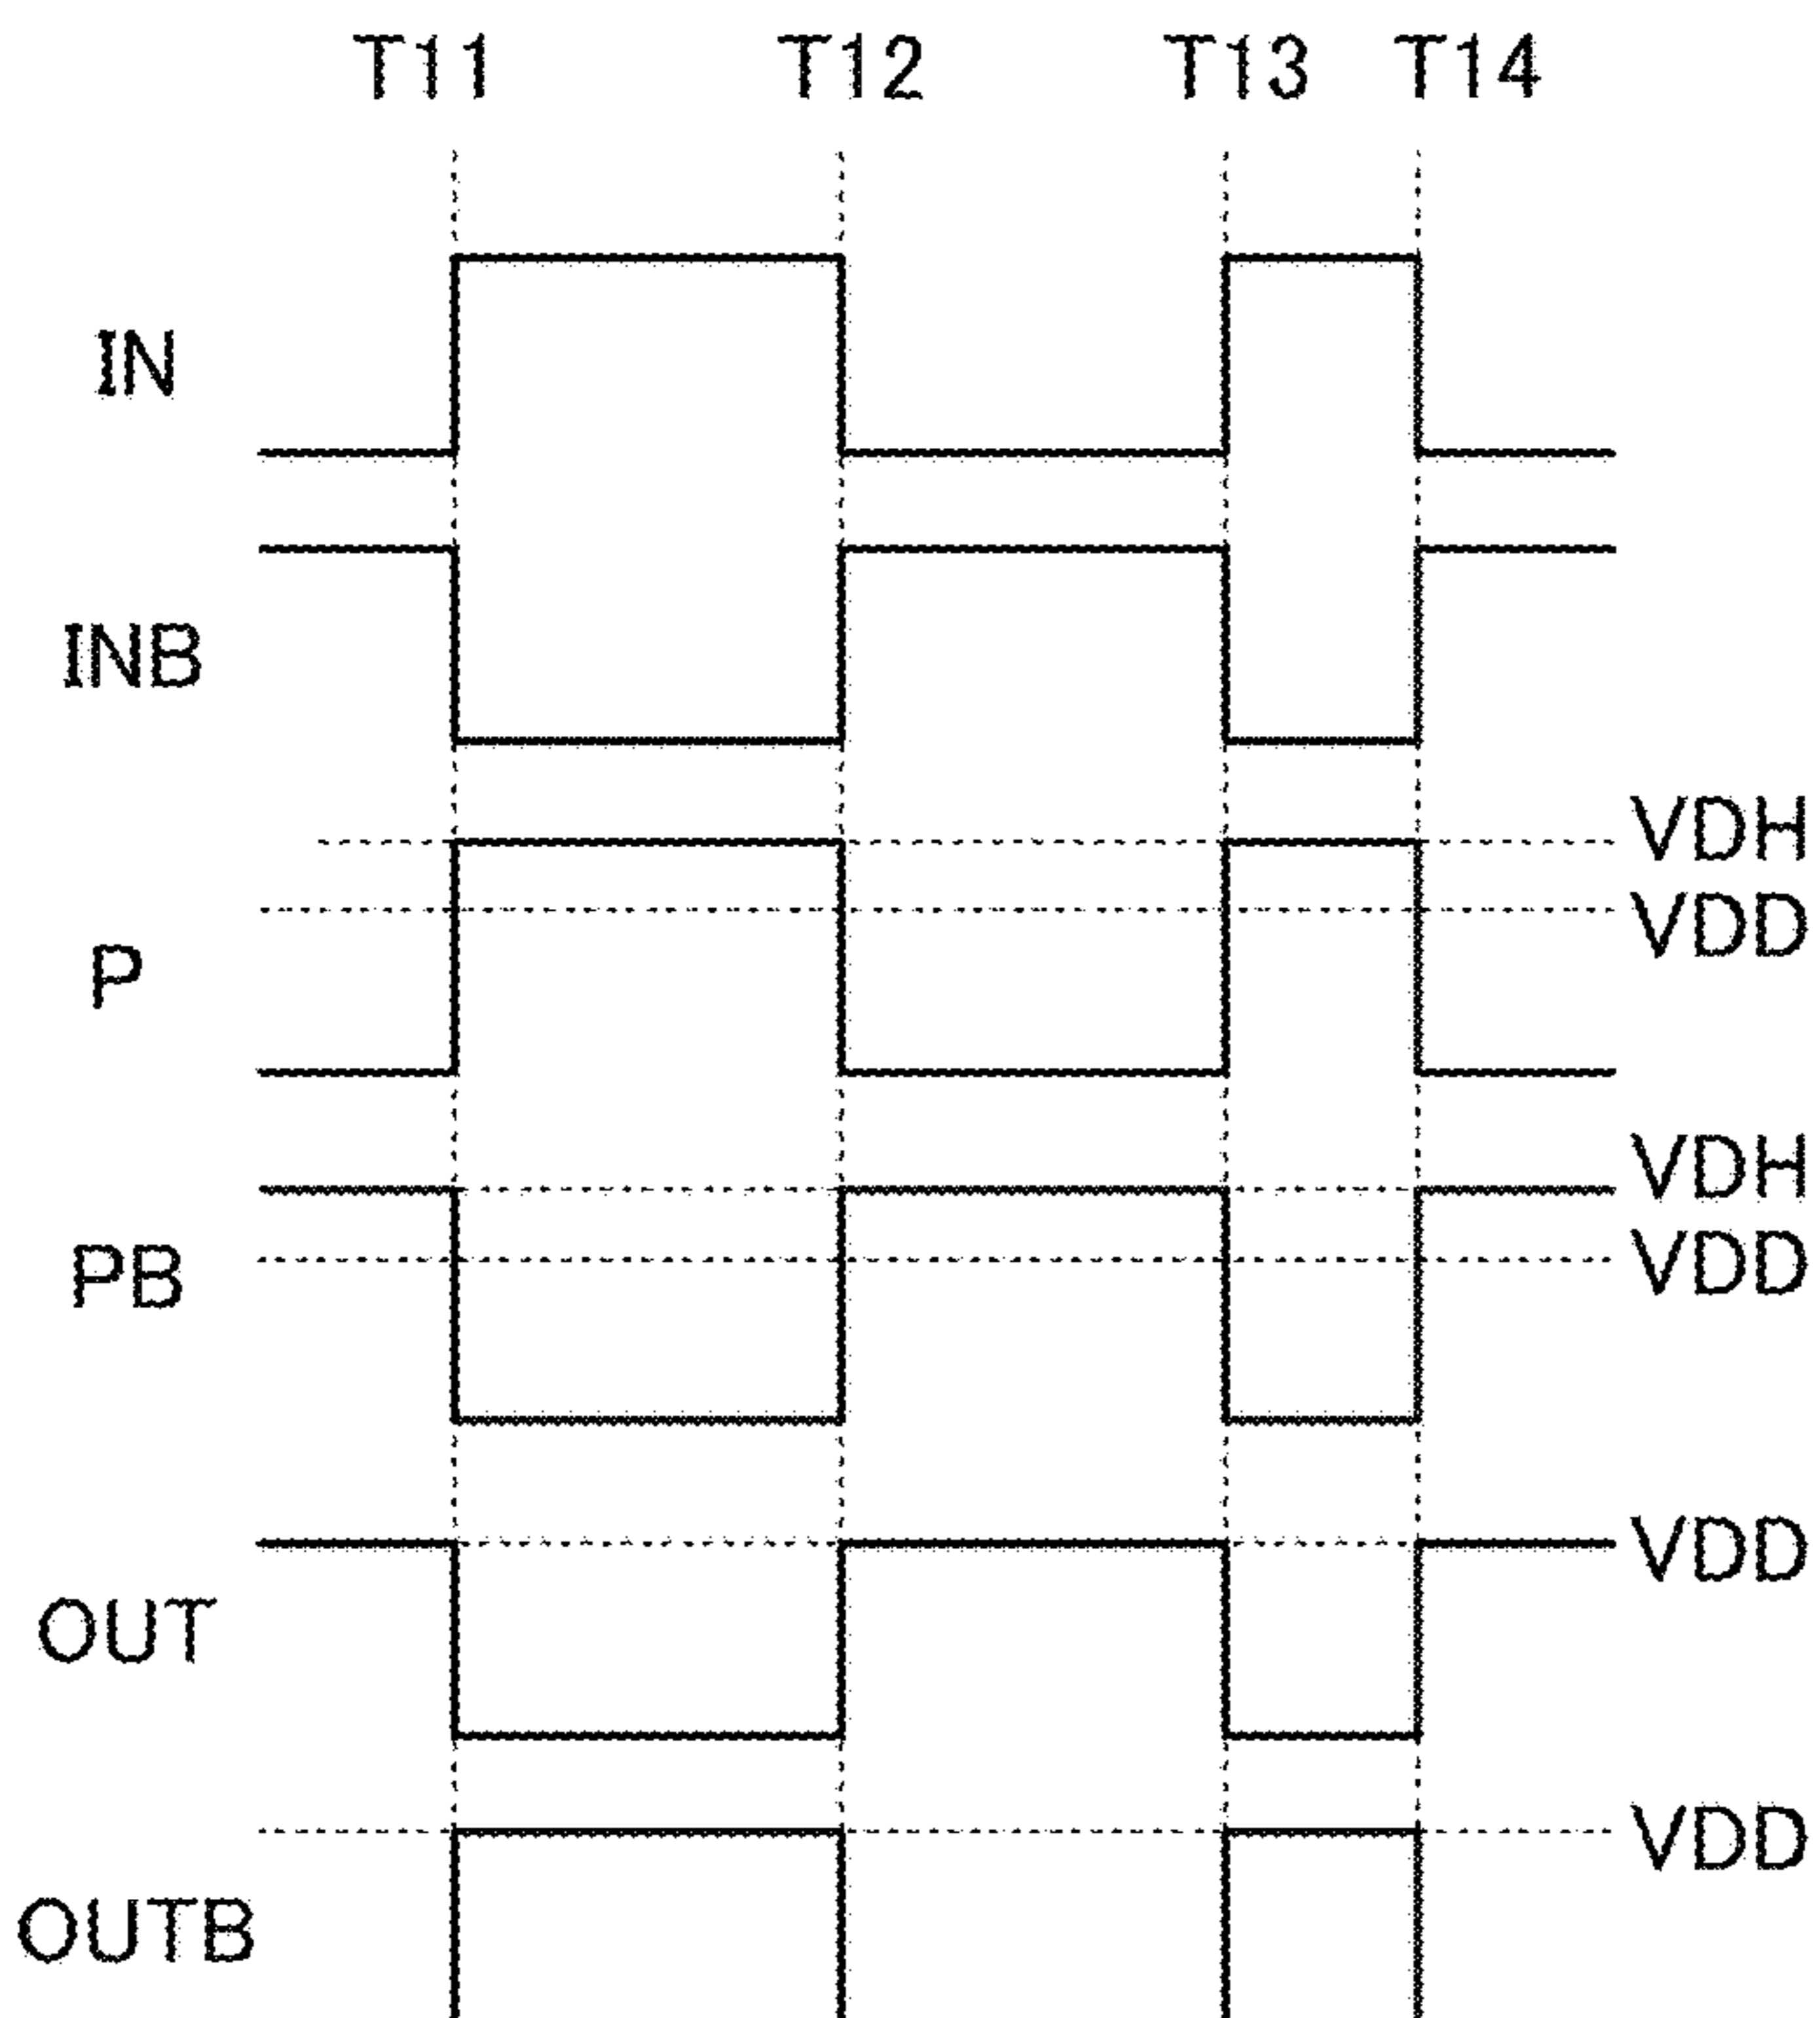 T11 T12 T13 T14
IN
INB
VDH
VDD
P
VDH
VDD
PB
VDD
OUT
VDD
OUTB